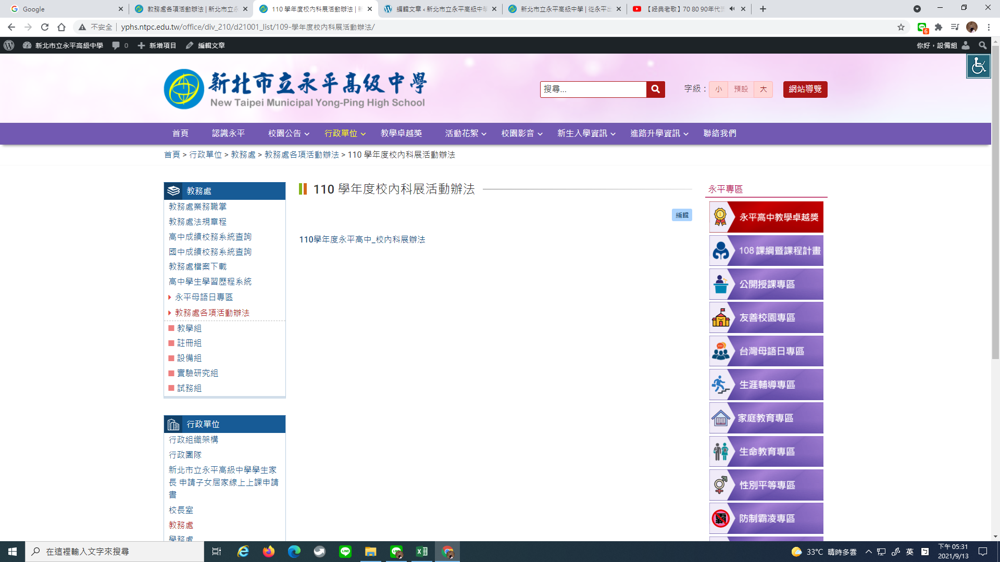 Google
教務處各項活動辦法 | 新北市立永
110 學年度校內科展活動辦法 | 新
編輯文章 ‹ 新北市立永平高級中學
新北市立永平高級中學 | 從永平出
【经典老歌】70 80 90年代流
不安全 yphs.ntpc.edu.tw/office/div_210/d21001_list/109-學年度校內科展活動辦法/
6
新北市立永平高級中學 0 新增項目 編輯文章
你好，設備組
新北市立永平高級中學
New Taipei Municipal Yong-Ping High School
搜尋...
字級： 小 預設 大
網站導覽
首頁 認識永平 校園公告 行政單位 教學卓越獎 活動花絮 校園影音 新生入學資訊 進路升學資訊 聯絡我們
首頁 > 行政單位 > 教務處 > 教務處各項活動辦法 > 110 學年度校內科展活動辦法
教務處
教務處業務職掌
教務處法規章程
高中成績校務系統查詢
國中成績校務系統查詢
教務處檔案下載
高中學生學習歷程系統
永平母語日專區
教務處各項活動辦法
教學組
註冊組
設備組
實驗研究組
試務組
行政單位
行政組織架構
行政團隊
新北市立永平高級中學學生家
長 申請子女居家線上上課申請
書
校長室
教務處
學務處
110 學年度校內科展活動辦法
編輯
110學年度永平高中_校內科展辦法
永平專區
永平高中教學卓越獎
108課綱暨課程計畫
公開授課專區
友善校園專區
台灣母語日專區
生涯輔導專區
家庭教育專區
生命教育專區
性別平等專區
霸
防制霸凌專區
在這裡輸入文字來搜尋
33°C 晴時多雲
英
下午 05:31
2021/9/13